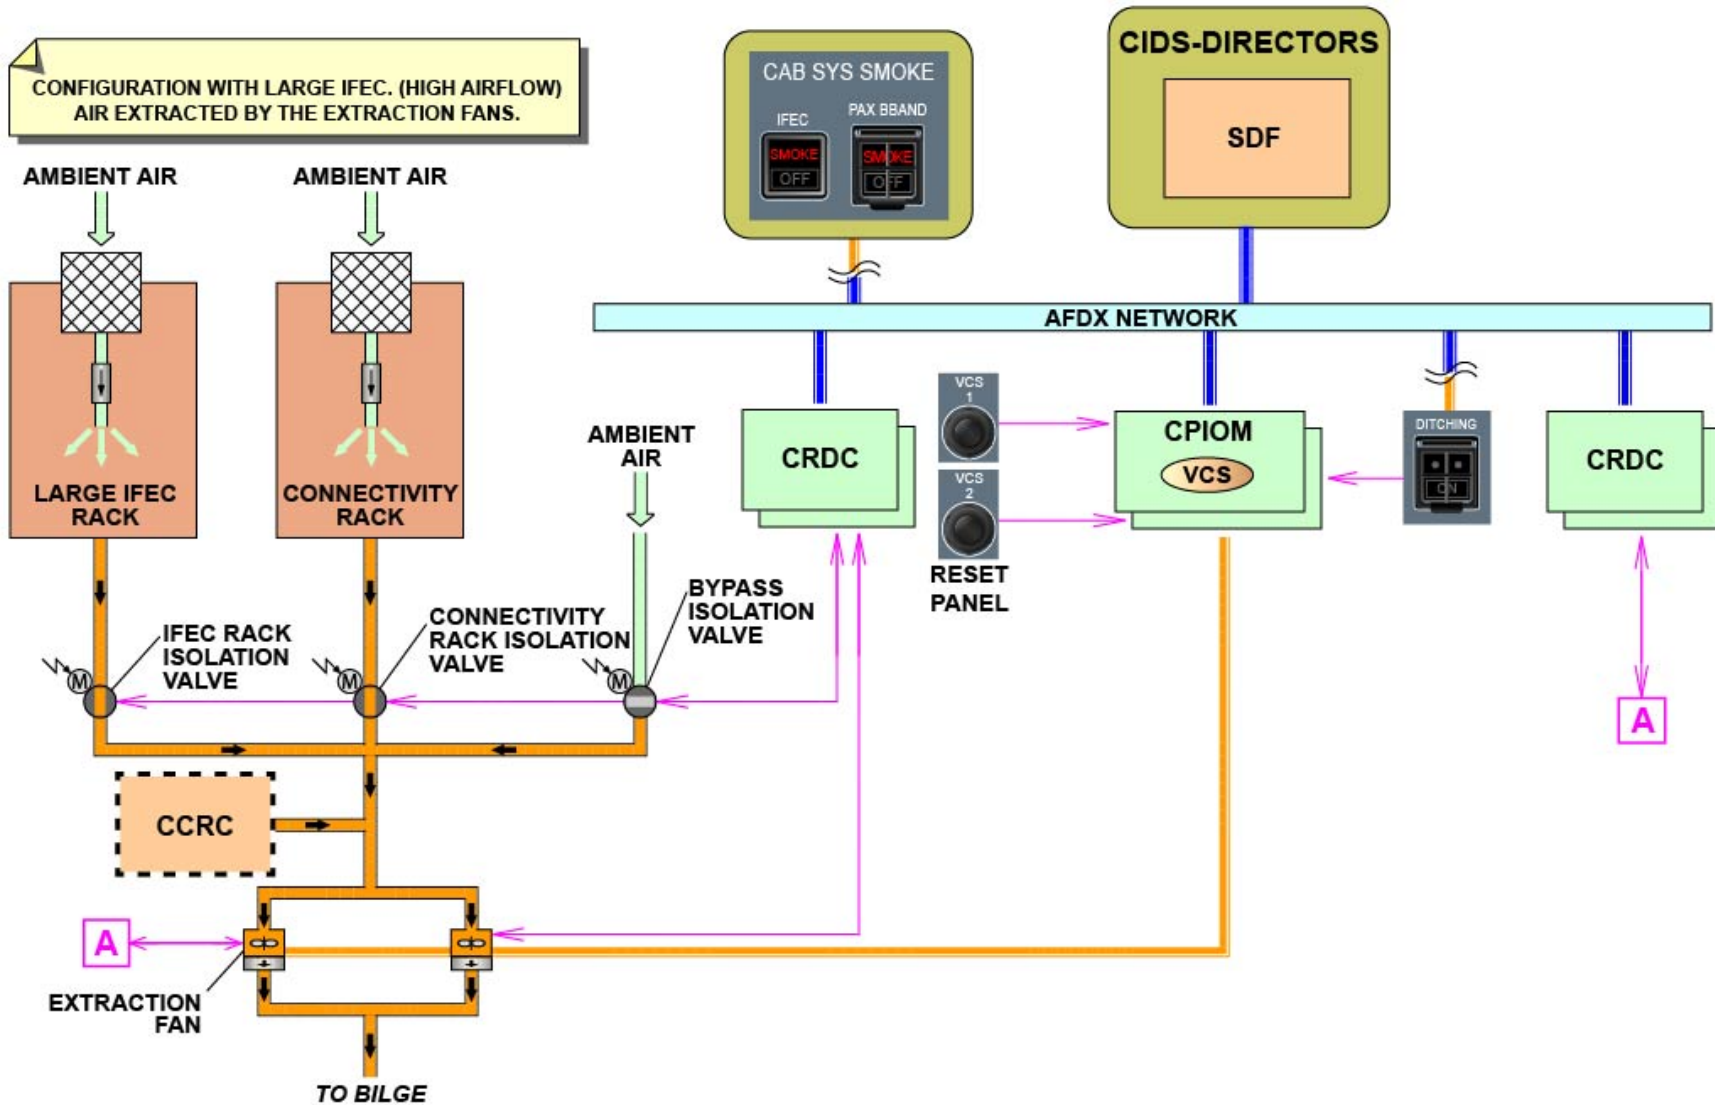 CONFIGURATION WITH LARGE IFEC. (HIGH AIRFLOW)
AIR EXTRACTED BY THE EXTRACTION FANS.
CAB SYS SMOKE
IFEC
SMOKE
OFF
PAX BBAND
SMOKE
OFF
CIDS-DIRECTORS
SDF
AMBIENT AIR
AMBIENT AIR
AFDX NETWORK
LARGE IFEC
RACK
CONNECTIVITY
RACK
AMBIENT
AIR
CRDC
VCS
1
VCS
2
RESET
PANEL
CPIOM
VCS
DITCHING
ON
CRDC
IFEC RACK
ISOLATION
VALVE
M
CONNECTIVITY
RACK ISOLATION
VALVE
M
BYPASS
ISOLATION
VALVE
M
A
CCRC
A
EXTRACTION
FAN
TO BILGE